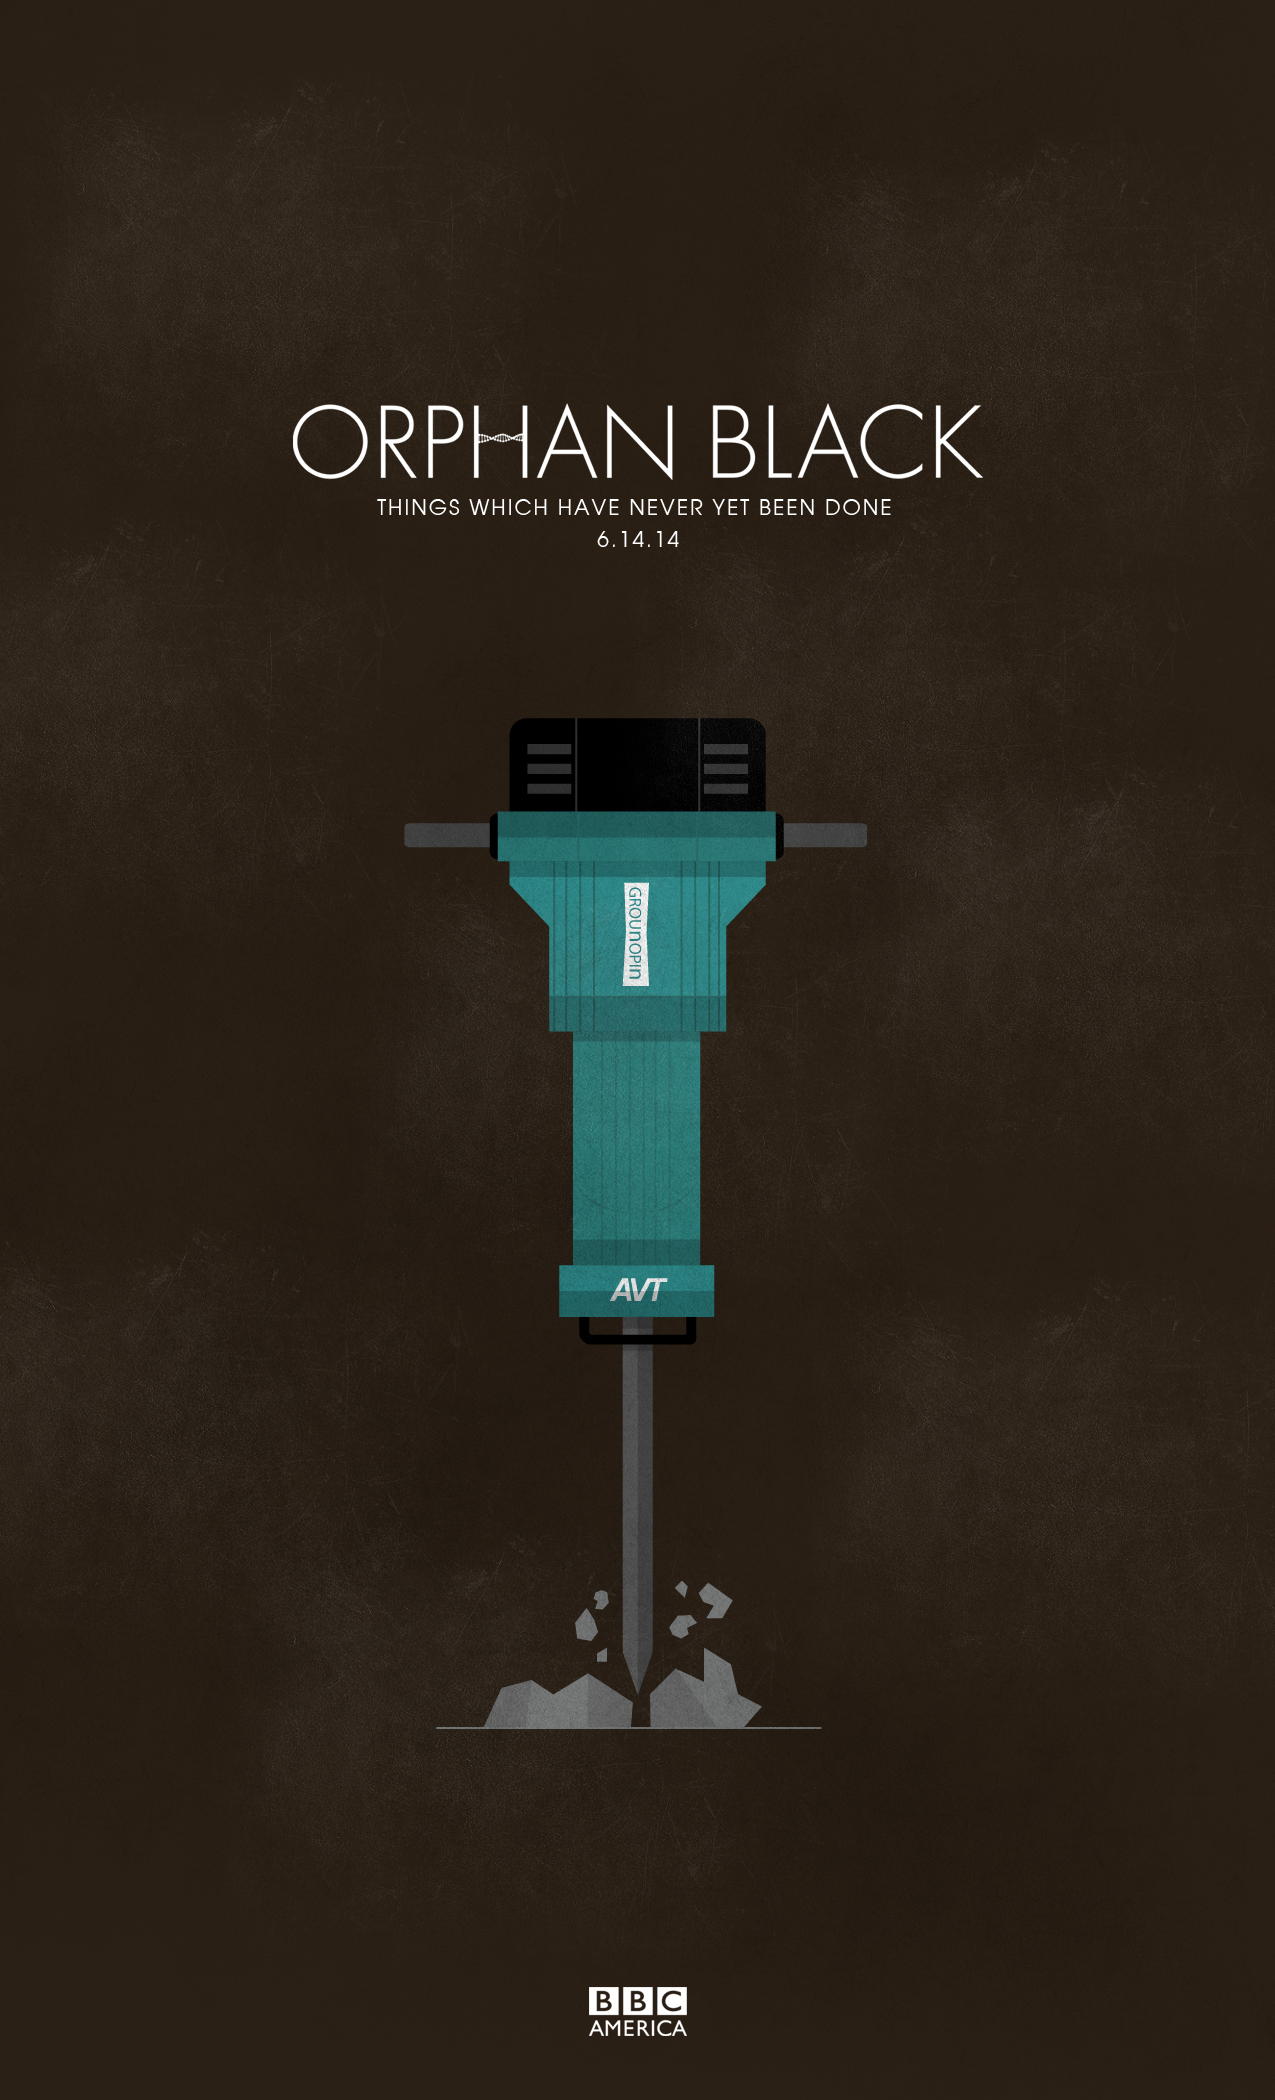 ORPHAN BLACK
THINGS WHICH HAVE NEVER YET BEEN DONE
6.14.14
GROUnOPIn
AVT
BBC
AMERICA